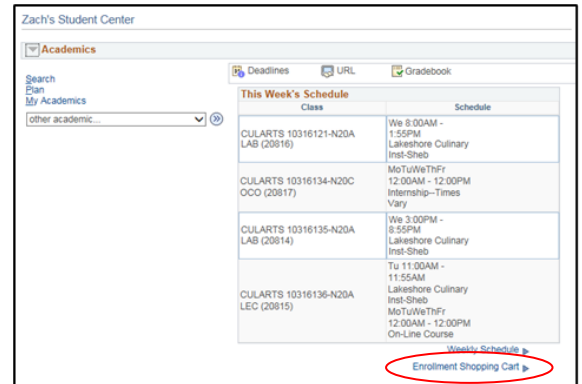 Zach's Student Center
Academics
Search
Plan
My Academics
other academic...
Deadlines URL Gradebook
This Week's Schedule
Class Schedule
CULARTS 10316121-N20A
LAB (20816)
We 8:00AM -
1:55PM
Lakeshore Culinary
Inst-Sheb
CULARTS 10316134-N20C
OCO (20817)
MoTuWeThFr
12:00AM - 12:00PM
Internship--Times
Vary
CULARTS 10316135-N20A
LAB (20814)
We 3:00PM -
8:55PM
Lakeshore Culinary
Inst-Sheb
CULARTS 10316136-N20A
LEC (20815)
Tu 11:00AM -
11:55AM
Lakeshore Culinary
Inst-Sheb
MoTuWeThFr
12:00AM - 12:00PM
On-Line Course
Weekly Schedule
Enrollment Shopping Cart